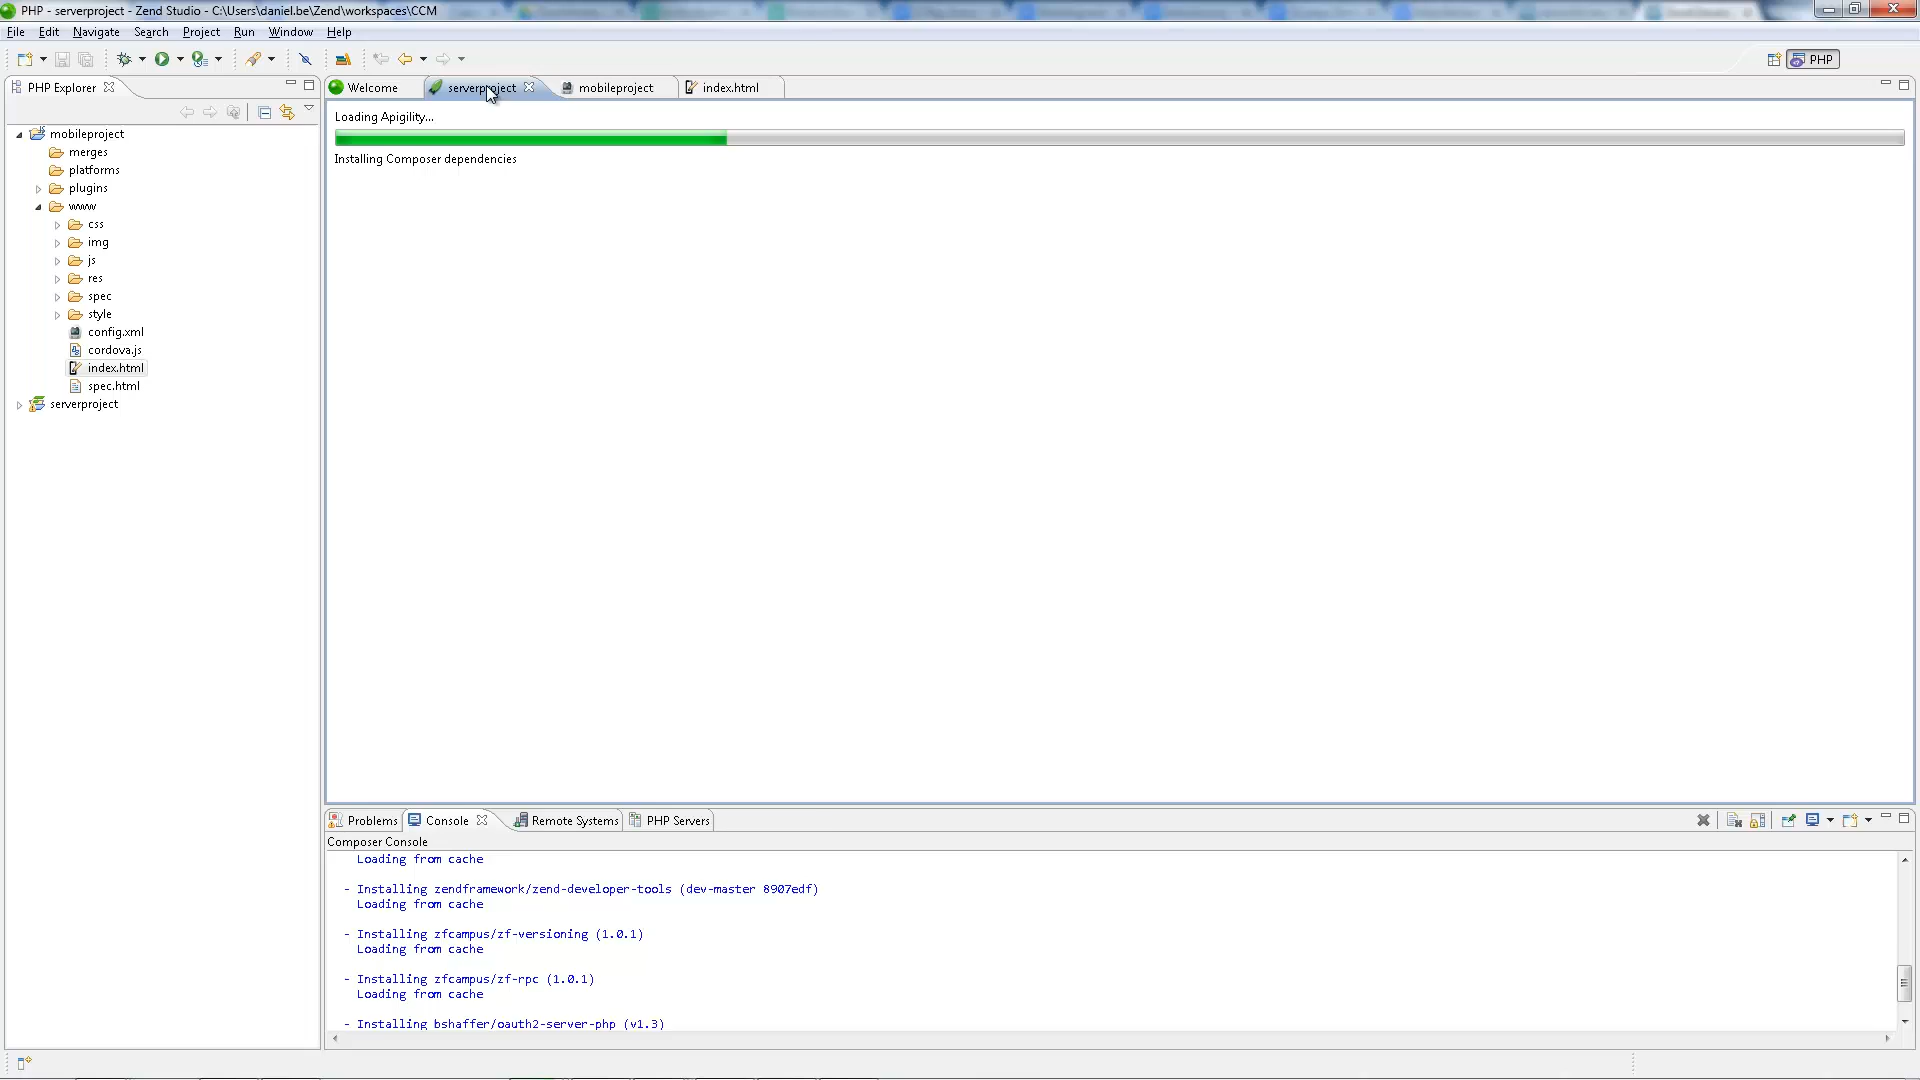 PHP - serverproject - Zend Studio - C:\Users\daniel.be\Zend\workspaces\CCM
File Edit Navigate Search Project Run Window Help
PHP
PHP Explorer
Welcome serverproject mobileproject index.html
Loading Apigility...
Installing Composer dependencies
mobileproject
merges
platforms
plugins
www
css
img
js
res
spec
style
config.xml
cordova.js
index.html
spec.html
serverproject
Problems Console Remote Systems PHP Servers
Composer Console
Loading from cache
- Installing zendframework/zend-developer-tools (dev-master 8907edf)
Loading from cache
- Installing zfcampus/zf-versioning (1.0.1)
Loading from cache
- Installing zfcampus/zf-rpc (1.0.1)
Loading from cache
- Installing bshaffer/oauth2-server-php (v1.3)